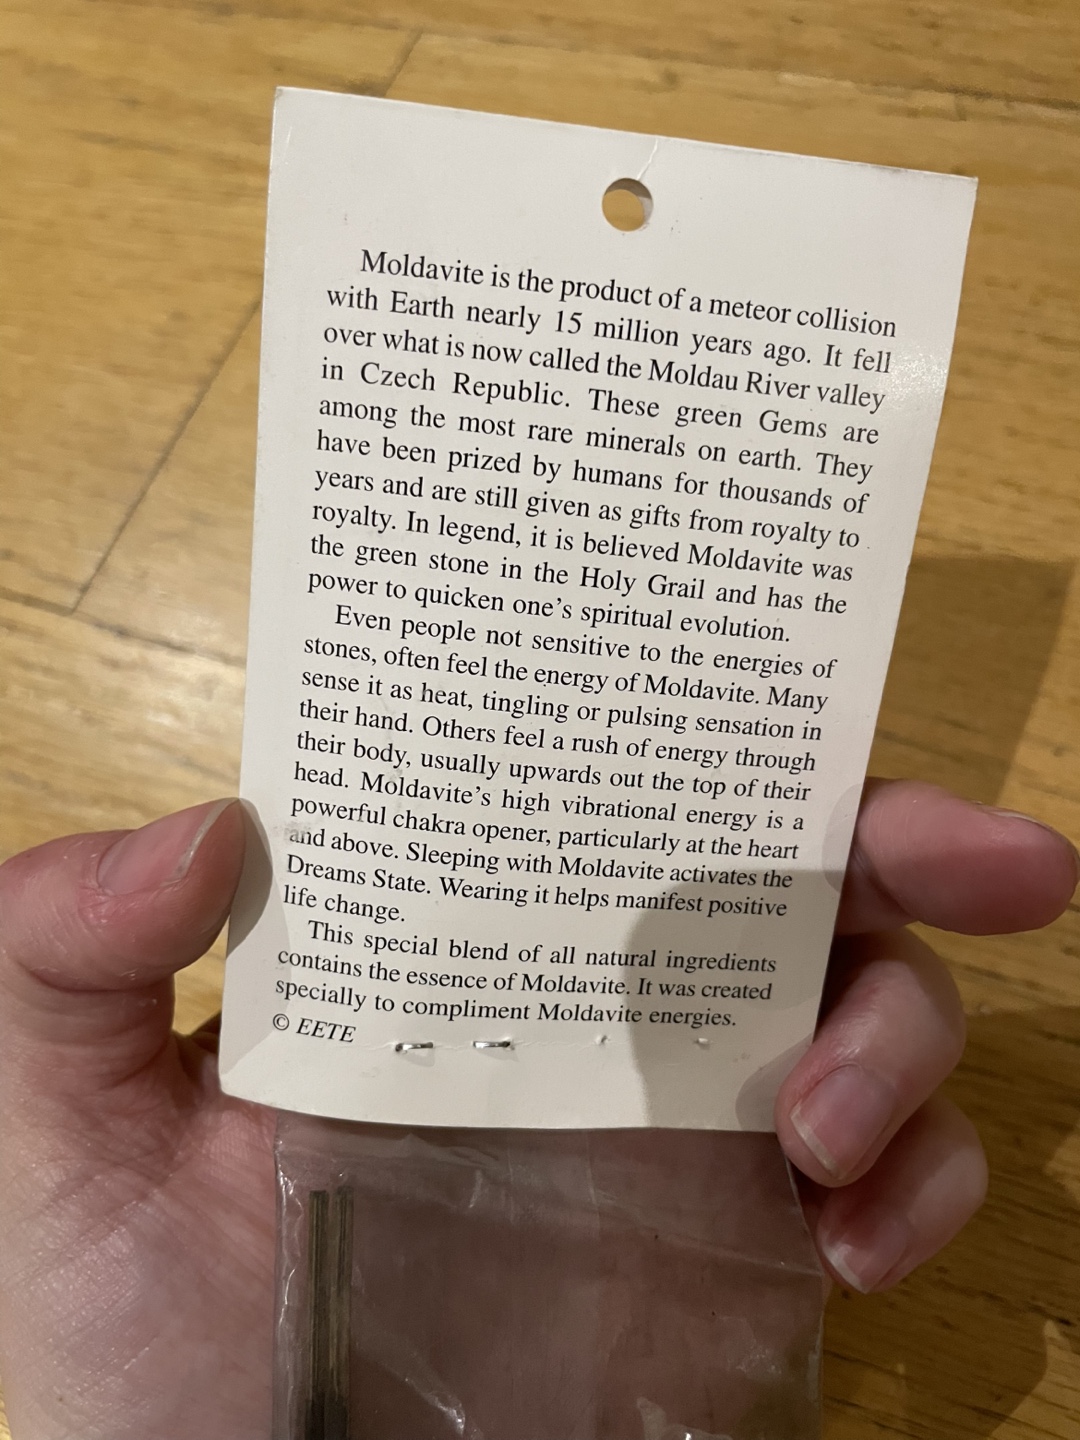 Moldavite is the product of a meteor collision
with Earth nearly 15 million years ago. It fell
over what is now called the Moldau River valley
in Czech Republic. These green Gems are
among the most rare minerals on earth. They
have been prized by humans for thousands of
years and are still given as gifts from royalty to
royalty. In legend, it is believed Moldavite was
the green stone in the Holy Grail and has the
power to quicken one's spiritual evolution.
Even people not sensitive to the energies of
stones, often feel the energy of Moldavite. Many
sense it as heat, tingling or pulsing sensation in
their hand. Others feel a rush of energy through
their body, usually upwards out the top of their
head. Moldavite's high vibrational energy is a
powerful chakra opener, particularly at the heart
and above. Sleeping with Moldavite activates the
Dreams State. Wearing it helps manifest positive
life change.
This special blend of all natural ingredients
contains the essence of Moldavite. It was created
specially to compliment Moldavite energies.
© EETE